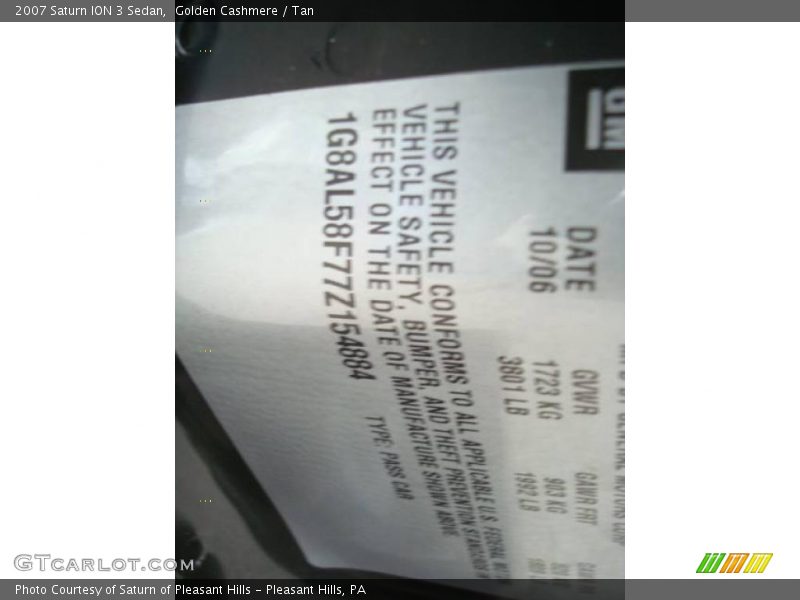 2007 Saturn ION 3 Sedan, Golden Cashmere / Tan
GM
DATE GVWR GAWR FRT
10/06 1723 KG 903 KG
3801 LB 1992 LB
THIS VEHICLE CONFORMS TO ALL APPLICABLE U.S. FEDERAL
VEHICLE SAFETY, BUMPER, AND THEFT PREVENTION STANDARDS
EFFECT ON THE DATE OF MANUFACTURE SHOWN ABOVE
1G8AL58F77Z154884 TYPE: PASS CAR
GTcarlot.com
Photo Courtesy of Saturn of Pleasant Hills - Pleasant Hills, PA